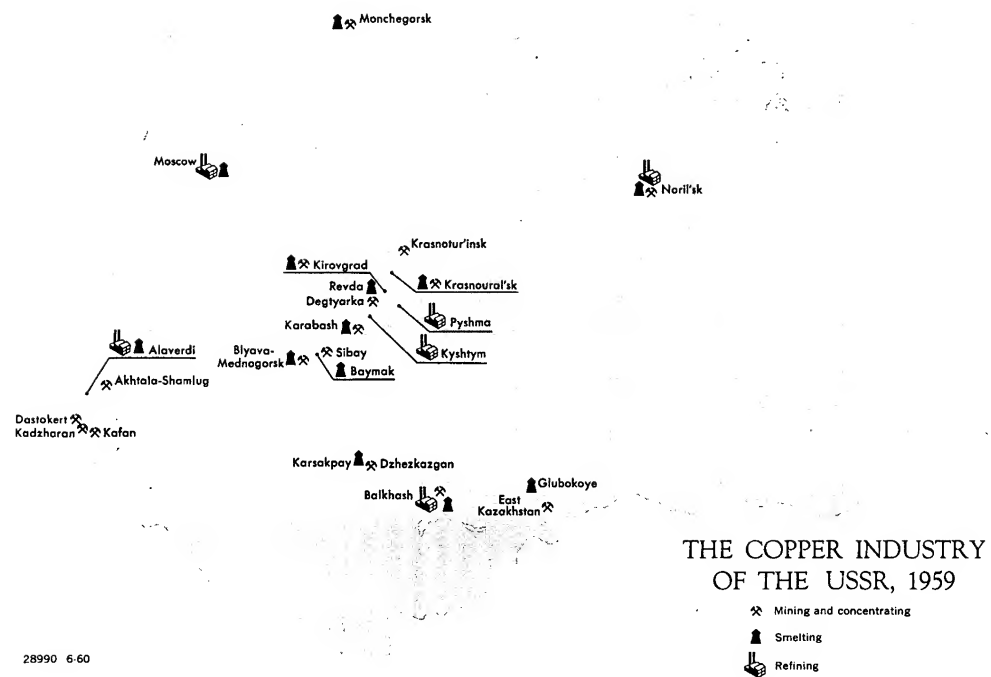 Monchegorsk
Moscow
Noril'sk
Krasnotur'insk
Kirovgrad
Krasnoural'sk
Revda
Degtyarka
Pyshma
Karabash
Kyshtym
Alaverdi
Blyava-
Mednogorsk
Sibay
Baymak
Akhtala-Shamlug
Dastokert
Kadzharan
Kafan
Karsakpay
Dzhezkazgan
Balkhash
Glubokoye
East
Kazakhstan
THE COPPER INDUSTRY
OF THE USSR, 1959
Mining and concentrating
Smelting
Refining
28990 6-60